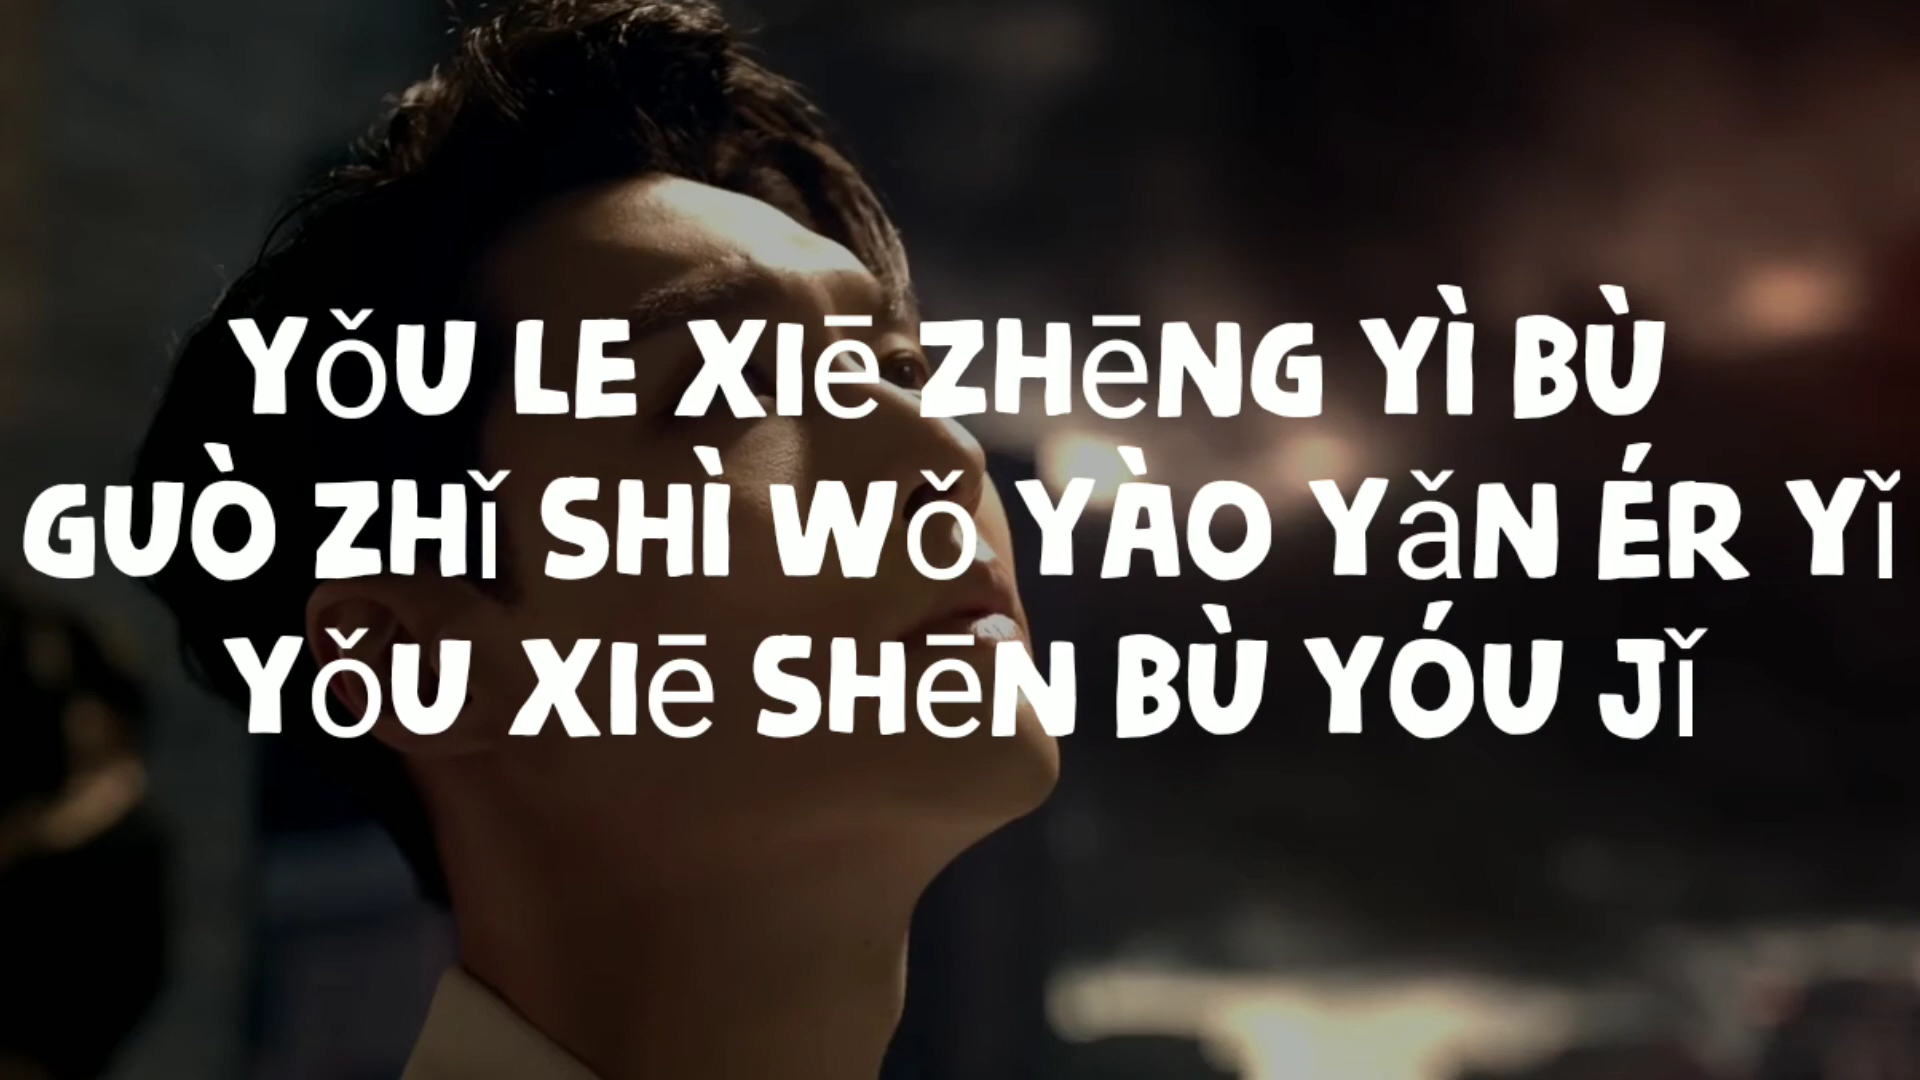 YǑU LE XIĒ ZHĒNG YÌ BÙ
GUÒ ZHǏ SHÌ WǑ YÀO YǍN ÉR YǏ
YǑU XIĒ SHĒN BÙ YÓU JǏ